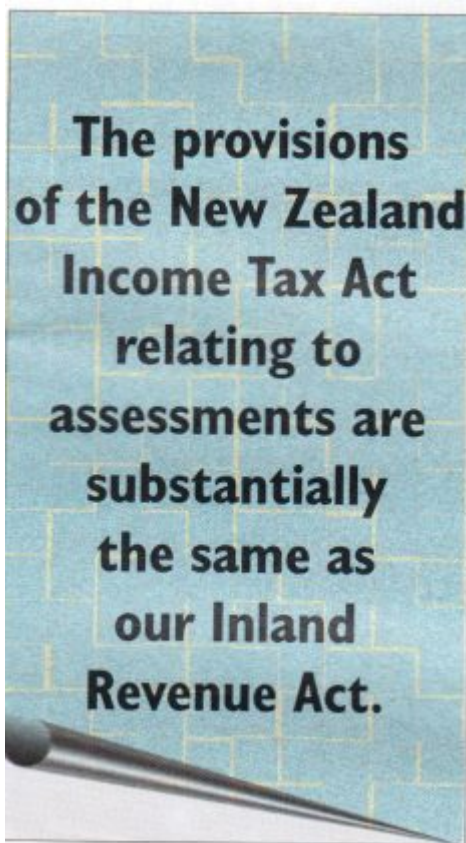 The provisions
of the New Zealand
Income Tax Act
relating to
assessments are
substantially
the same as
our Inland
Revenue Act.